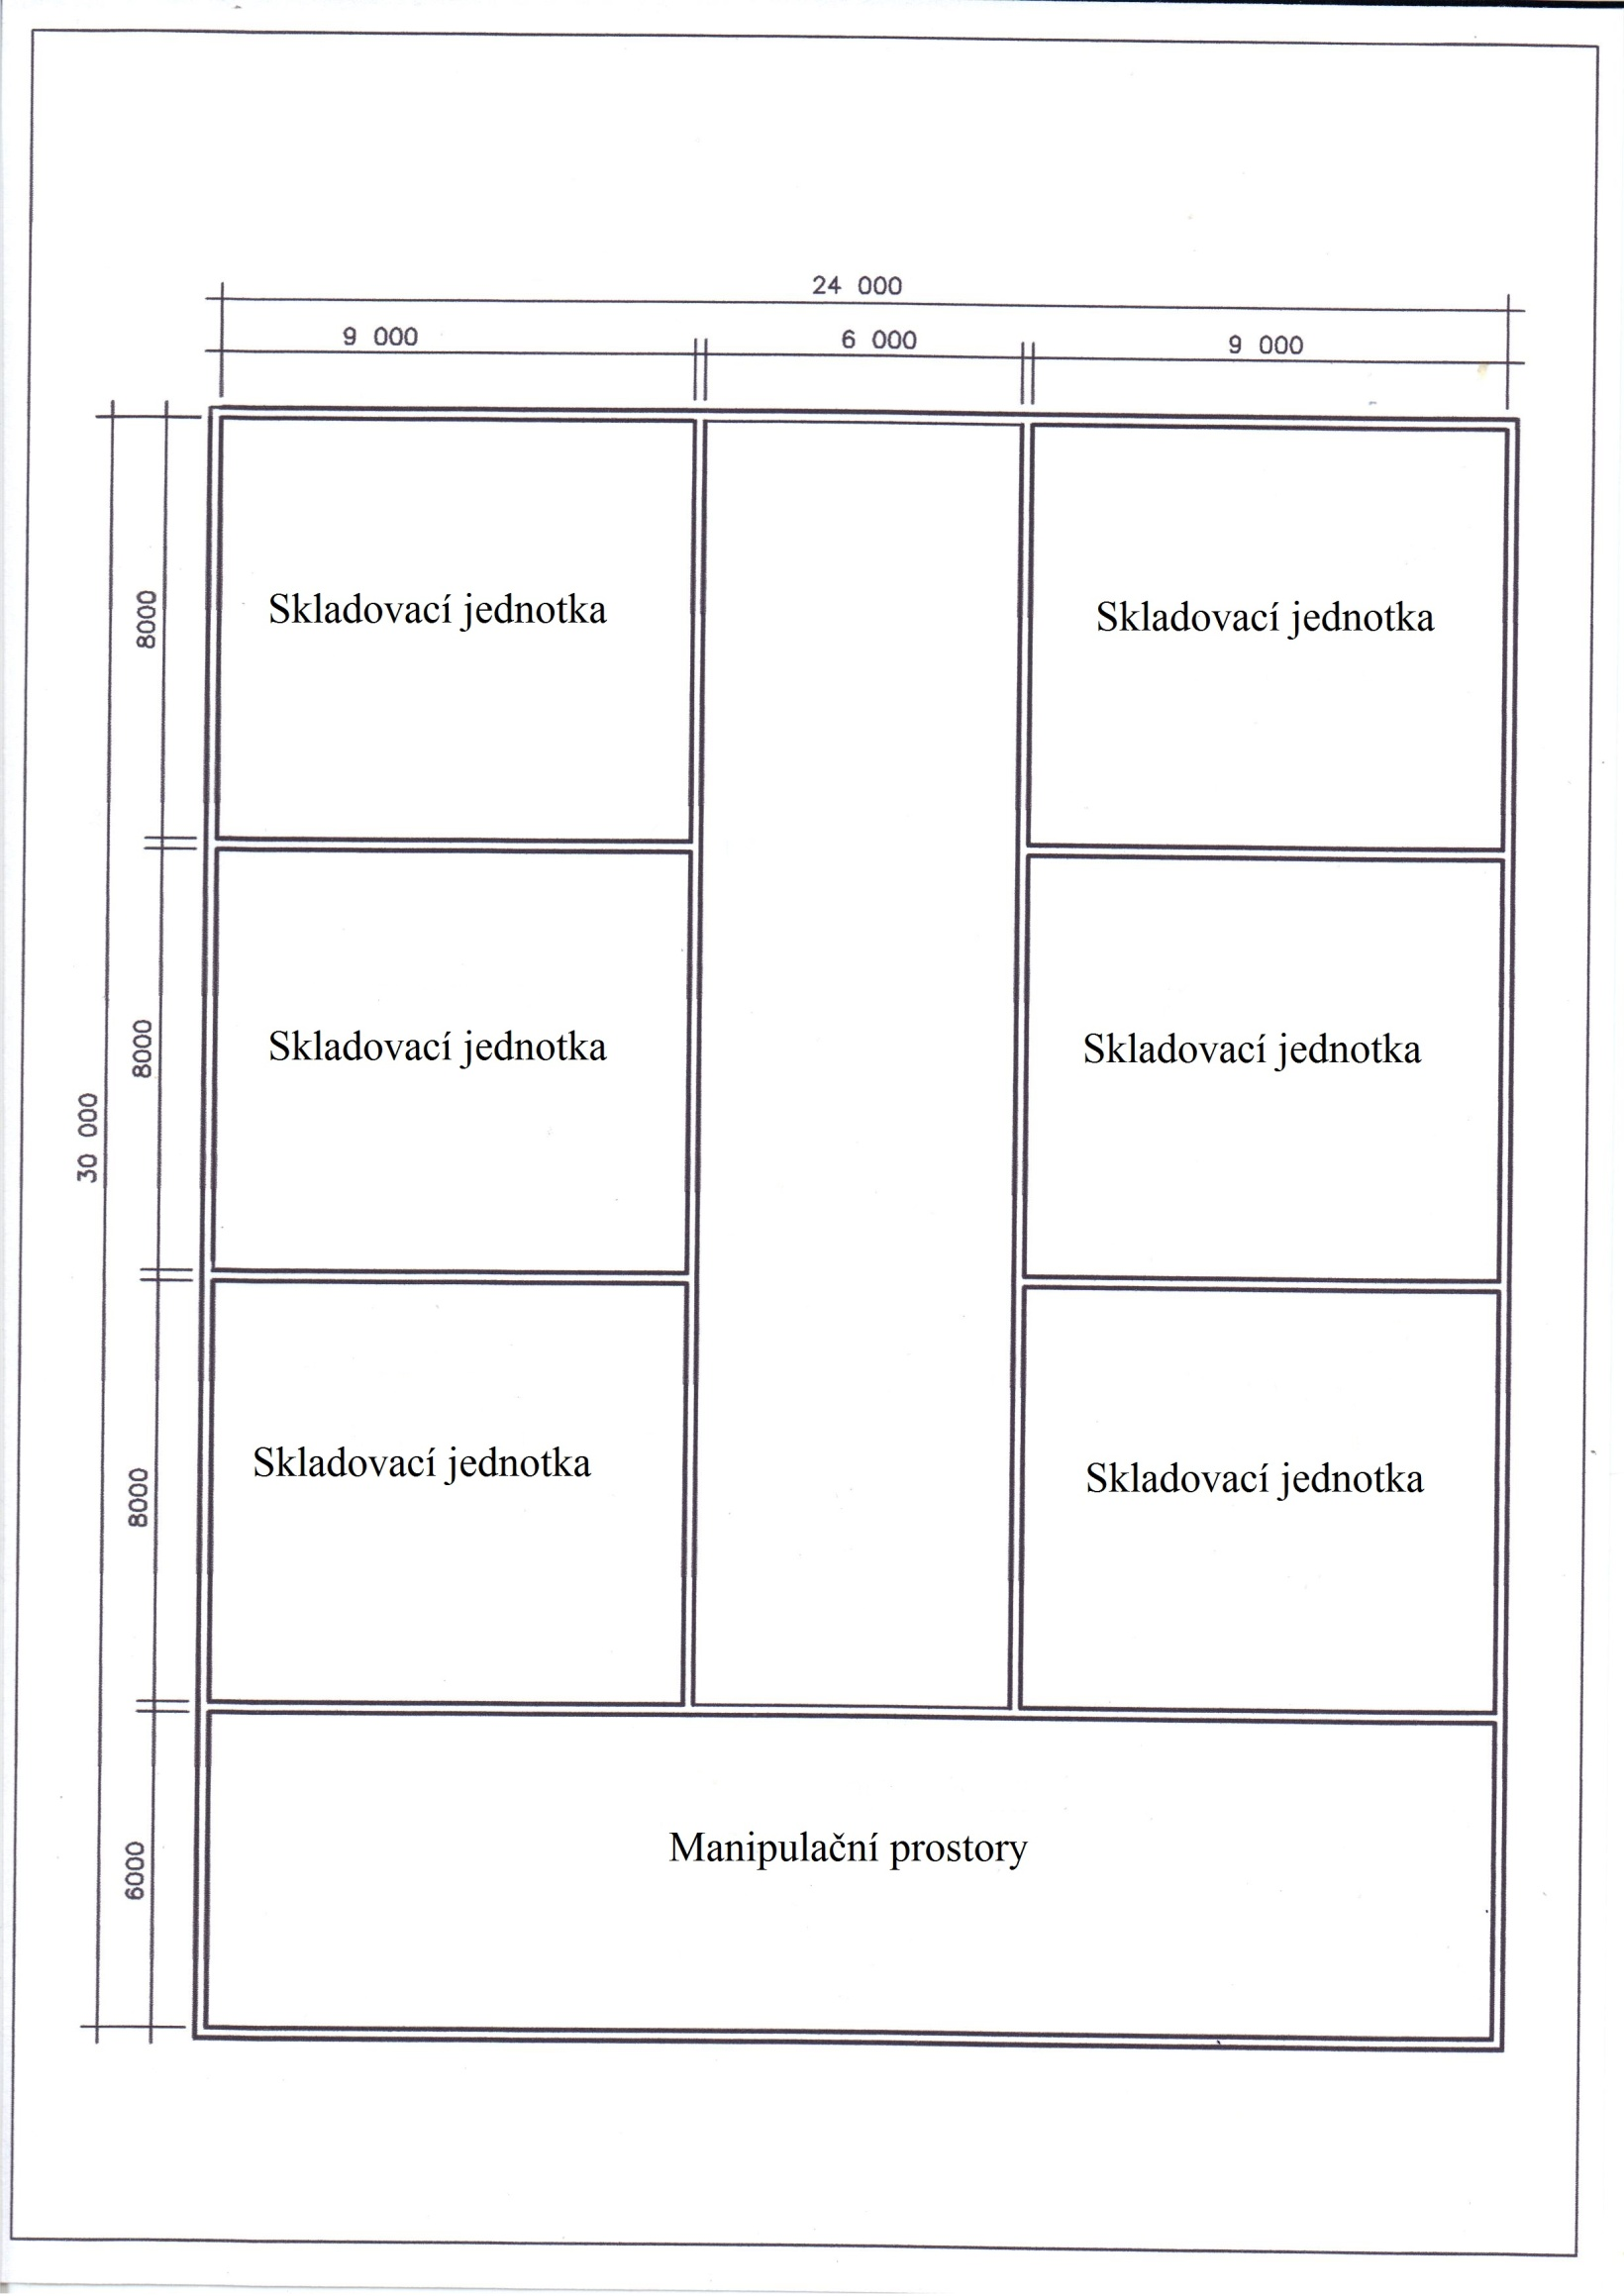 24 000
9 000
6 000
9 000
8000
Skladovací jednotka
Skladovací jednotka
8000
30 000
Skladovací jednotka
Skladovací jednotka
8000
Skladovací jednotka
Skladovací jednotka
6000
Manipulační prostory